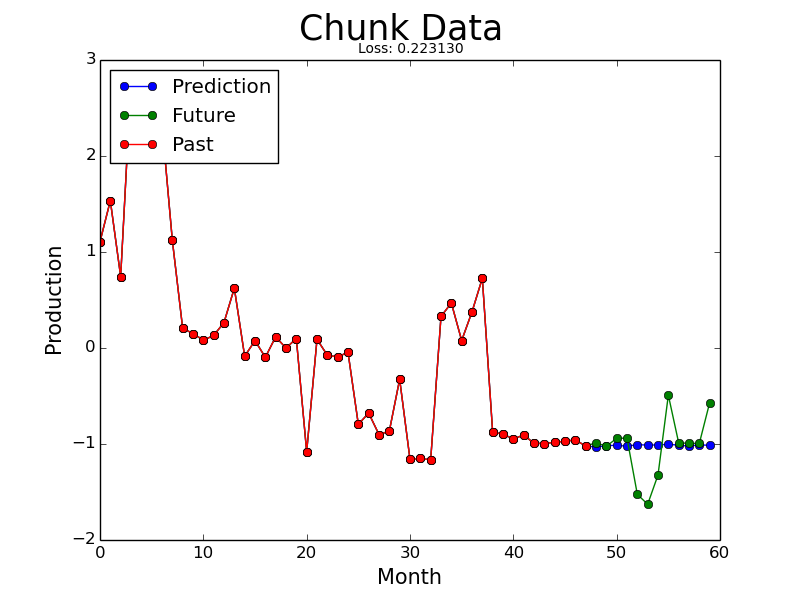 Chunk Data
Loss: 0.223130
Prediction
Future
Past
Production
3
2
1
0
−1
−2
0 10 20 30 40 50 60
Month